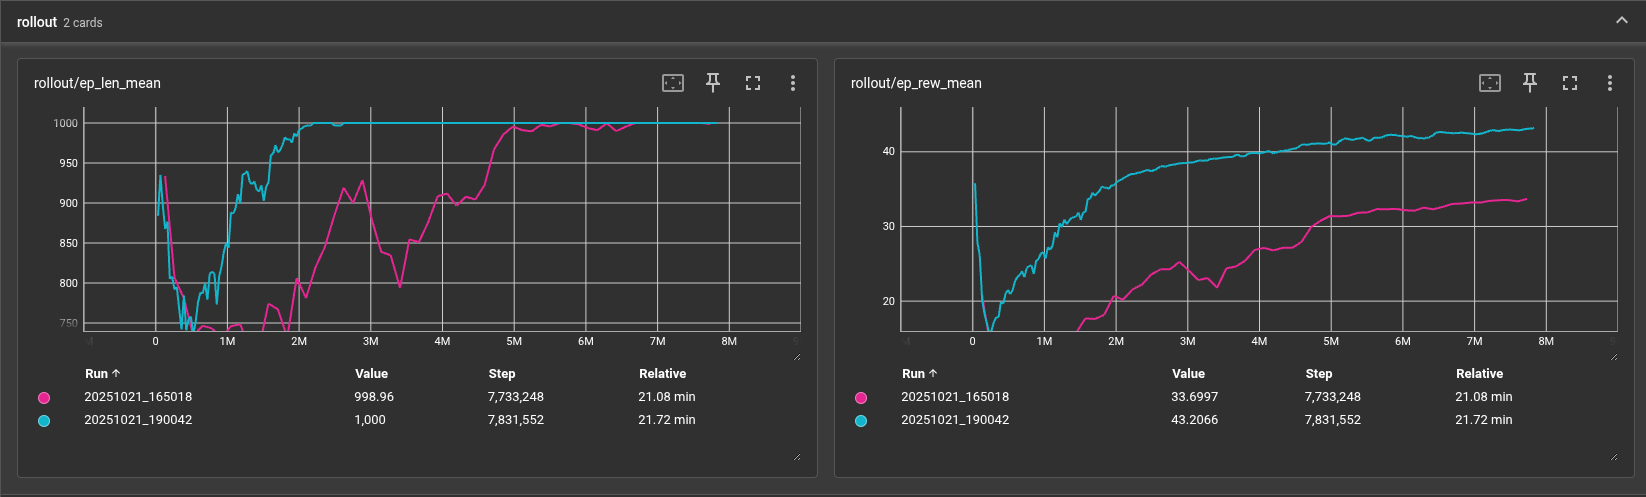 rollout 2 cards
rollout/ep_len_mean
1000
950
900
850
800
750
0 1M 2M 3M 4M 5M 6M 7M 8M 9
Run ↑ Value Step Relative
20251021_165018 998.96 7,733,248 21.08 min
20251021_190042 1,000 7,831,552 21.72 min
rollout/ep_rew_mean
40
30
20
0 1M 2M 3M 4M 5M 6M 7M 8M 9
Run ↑ Value Step Relative
20251021_165018 33.6997 7,733,248 21.08 min
20251021_190042 43.2066 7,831,552 21.72 min